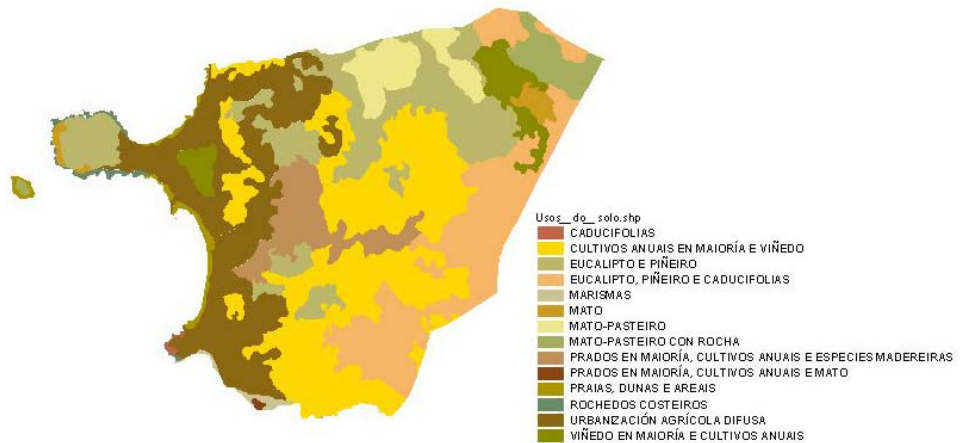 Usos_do_solo.shp
CADUCIFOLIAS
CULTIVOS ANUAIS EN MAIORÍA E VIÑEDO
EUCALIPTO E PIÑEIRO
EUCALIPTO, PIÑEIRO E CADUCIFOLIAS
MARISMAS
MATO
MATO-PASTEIRO
MATO-PASTEIRO CON ROCHA
PRADOS EN MAIORÍA, CULTIVOS ANUAIS E ESPECIES MADEREIRAS
PRADOS EN MAIORÍA, CULTIVOS ANUAIS E MATO
PRAIAS, DUNAS E AREAIS
ROCHEDOS COSTEIROS
URBANIZACIÓN AGRÍCOLA DIFUSA
VIÑEDO EN MAIORÍA E CULTIVOS ANUAIS